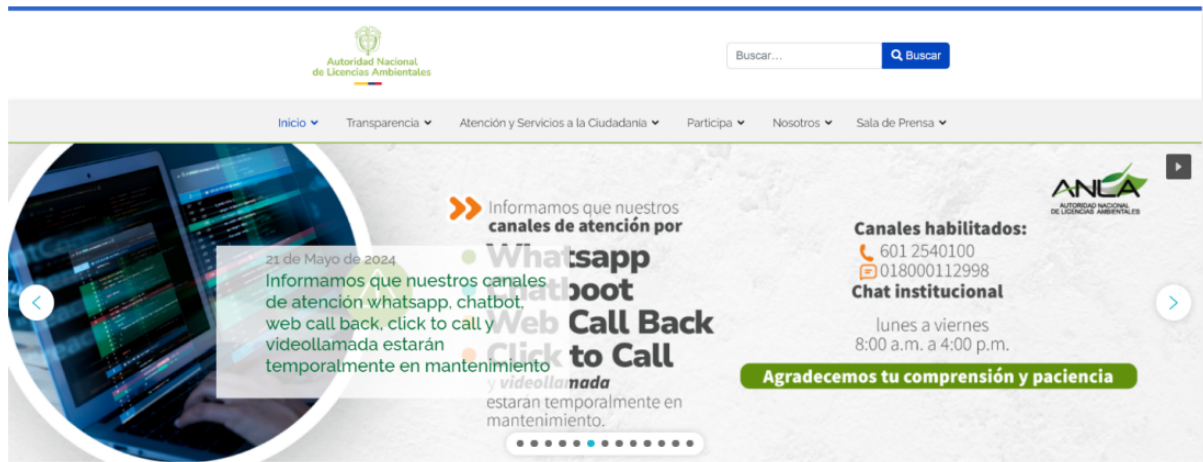 Autoridad Nacional
de Licencias Ambientales
Buscar...
Buscar
Inicio
Transparencia
Atención y Servicios a la Ciudadanía
Participa
Nosotros
Sala de Prensa
Informamos que nuestros
canales de atención por
Whatsapp
Chatboot
Web Call Back
Click to Call
y videollamada
estaran temporalmente en
mantenimiento.
21 de Mayo de 2024
Informamos que nuestros canales
de atención whatsapp, chatbot,
web call back, click to call y
videollamada estarán
temporalmente en mantenimiento
ANLA
AUTORIDAD NACIONAL
DE LICENCIAS AMBIENTALES
Canales habilitados:
601 2540100
018000112998
Chat institucional
lunes a viernes
8:00 a.m. a 4:00 p.m.
Agradecemos tu comprensión y paciencia